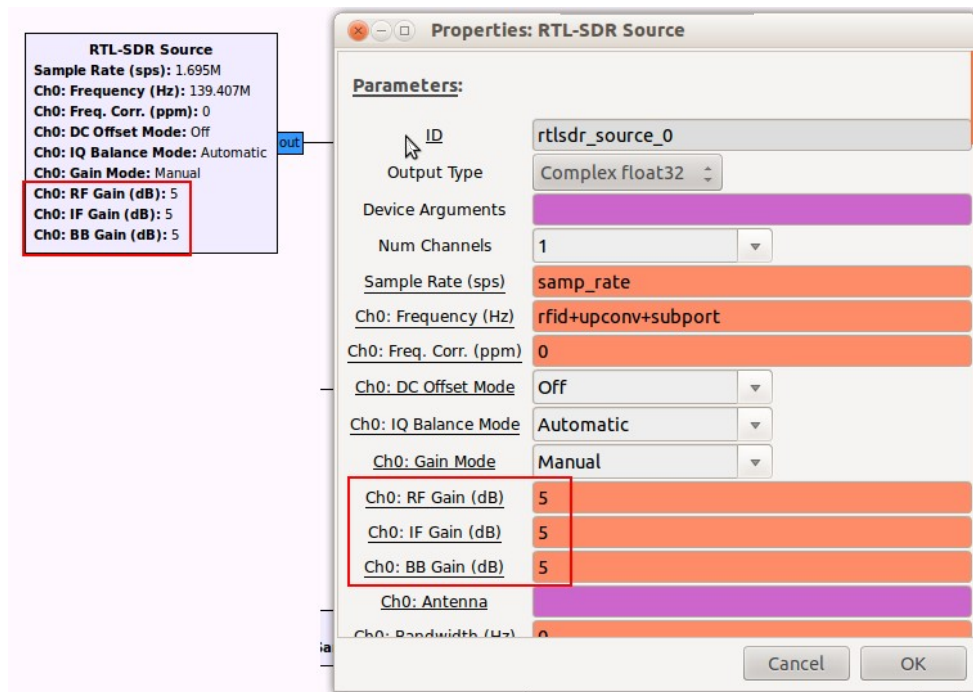 RTL-SDR Source
Sample Rate (sps): 1.695M
Ch0: Frequency (Hz): 139.407M
Ch0: Freq. Corr. (ppm): 0
Ch0: DC Offset Mode: Off
Ch0: IQ Balance Mode: Automatic
Ch0: Gain Mode: Manual
Ch0: RF Gain (dB): 5
Ch0: IF Gain (dB): 5
Ch0: BB Gain (dB): 5
out
Properties: RTL-SDR Source
Parameters:
ID rtlsdr_source_0
Output Type Complex float32
Device Arguments
Num Channels 1
Sample Rate (sps) samp_rate
Ch0: Frequency (Hz) rfid+upconv+subport
Ch0: Freq. Corr. (ppm) 0
Ch0: DC Offset Mode Off
Ch0: IQ Balance Mode Automatic
Ch0: Gain Mode Manual
Ch0: RF Gain (dB) 5
Ch0: IF Gain (dB) 5
Ch0: BB Gain (dB) 5
Ch0: Antenna
Ch0: Bandwidth (Hz) 0
Cancel OK